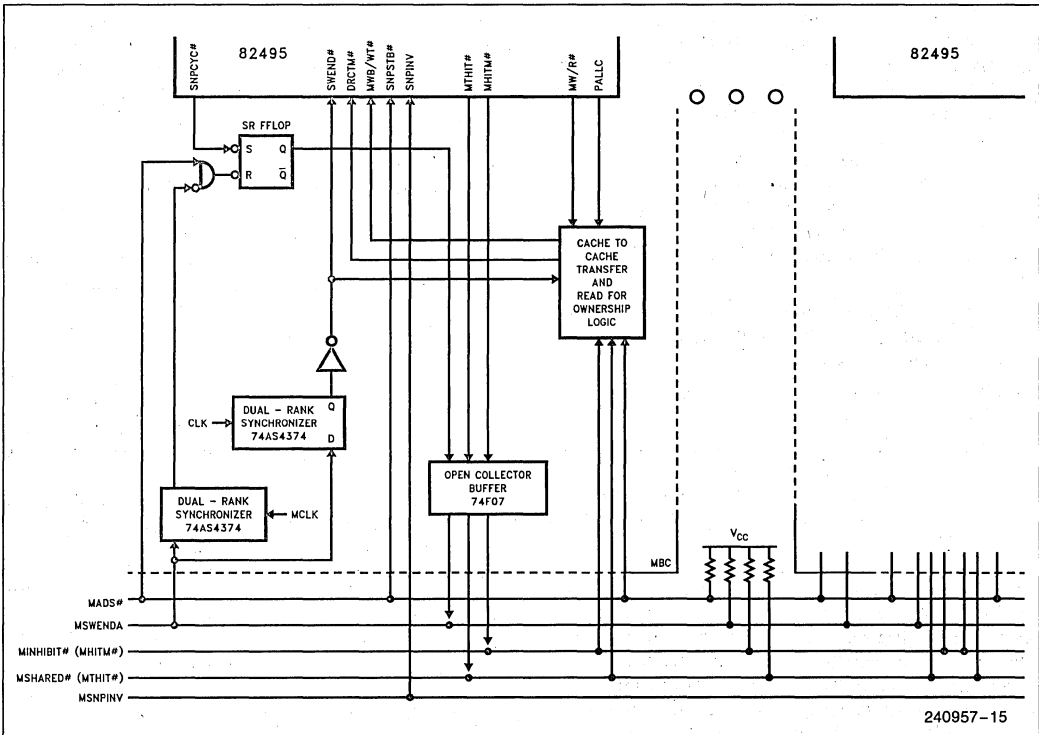 82495
82495
SNPCYC#
SWEND#
DRCTM#
MWB/WT#
SNPSTB#
SNPINV
MTHIT#
MHITM#
MW/R#
PALLC
SR FFLOP
S Q
R Q̅
CACHE TO
CACHE
TRANSFER
AND
READ FOR
OWNERSHIP
LOGIC
DUAL – RANK
SYNCHRONIZER
74AS4374
Q
D
CLK
OPEN COLLECTOR
BUFFER
74F07
DUAL – RANK
SYNCHRONIZER
74AS4374
MCLK
VCC
MBC
MADS#
MSWENDA
MINHIBIT# (MHITM#)
MSHARED# (MTHIT#)
MSNPINV
240957–15